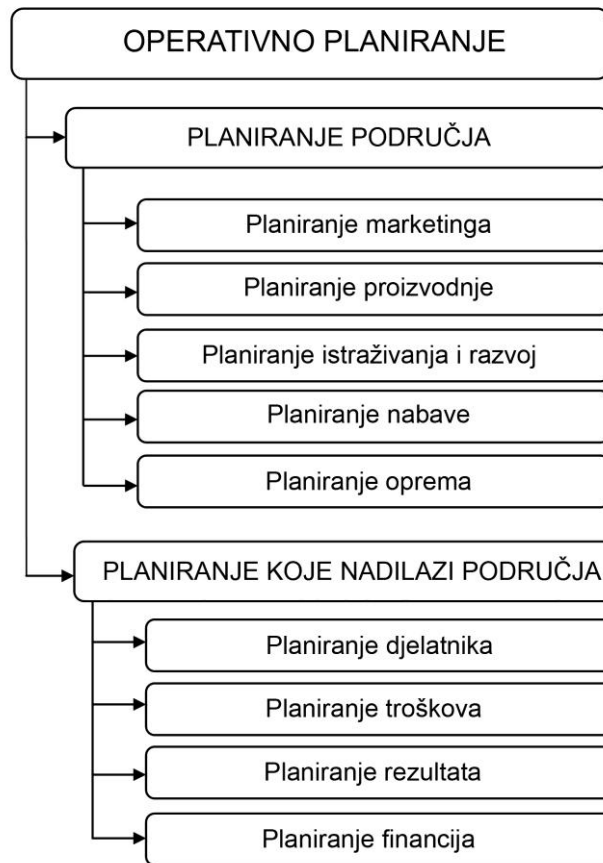 OPERATIVNO PLANIRANJE
PLANIRANJE PODRUČJA
Planiranje marketinga
Planiranje proizvodnje
Planiranje istraživanja i razvoj
Planiranje nabave
Planiranje oprema
PLANIRANJE KOJE NADILAZI PODRUČJA
Planiranje djelatnika
Planiranje troškova
Planiranje rezultata
Planiranje financija